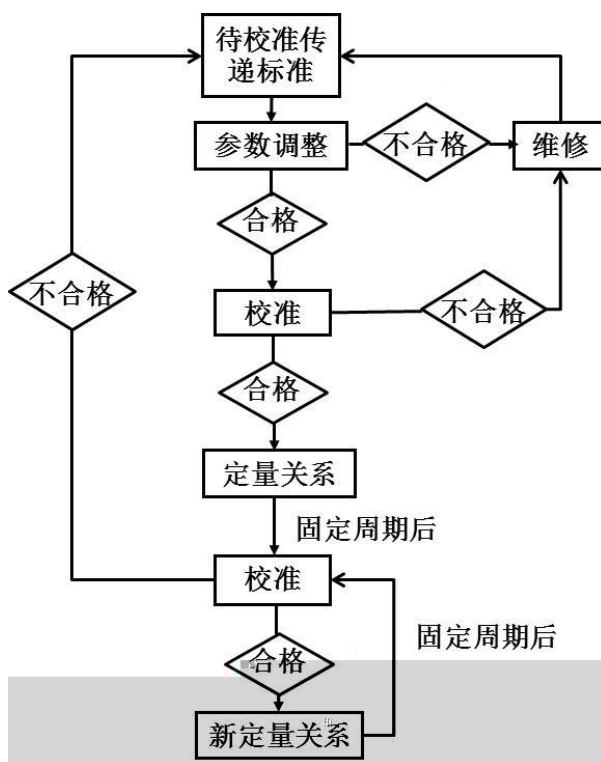 待校准传
递标准
参数调整
不合格
维修
合格
不合格
校准
不合格
合格
定量关系
固定周期后
校准
固定周期后
合格
新定量关系